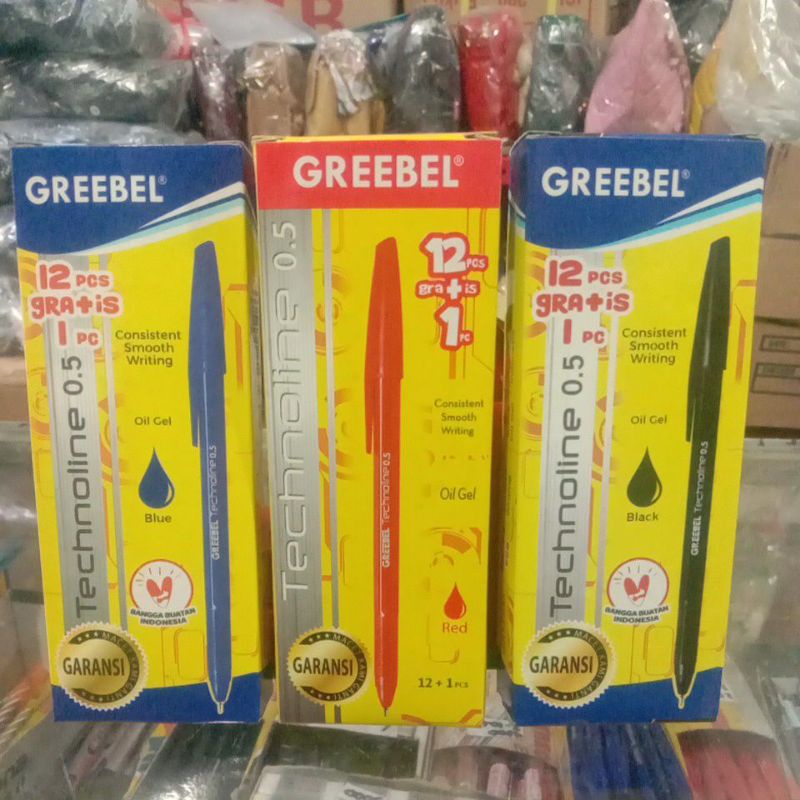 GREEBEL®
12 PCS
GRATIS
1 PC
Consistent
Smooth
Writing
Technoline 0.5
Oil Gel
Blue
GREEBEL Technoline 0.5
BANGGA BUATAN
INDONESIA
GARANSI
GREEBEL®
Technoline 0.5
12 PCS
gratis
1 PC
Consistent
Smooth
Writing
Oil Gel
Red
GREEBEL Technoline 0.5
GARANSI
12 + 1 PCS
GREEBEL®
12 PCS
GRATIS
1 PC
Consistent
Smooth
Writing
Technoline 0.5
Oil Gel
Black
GREEBEL Technoline 0.5
BANGGA BUATAN
INDONESIA
GARANSI